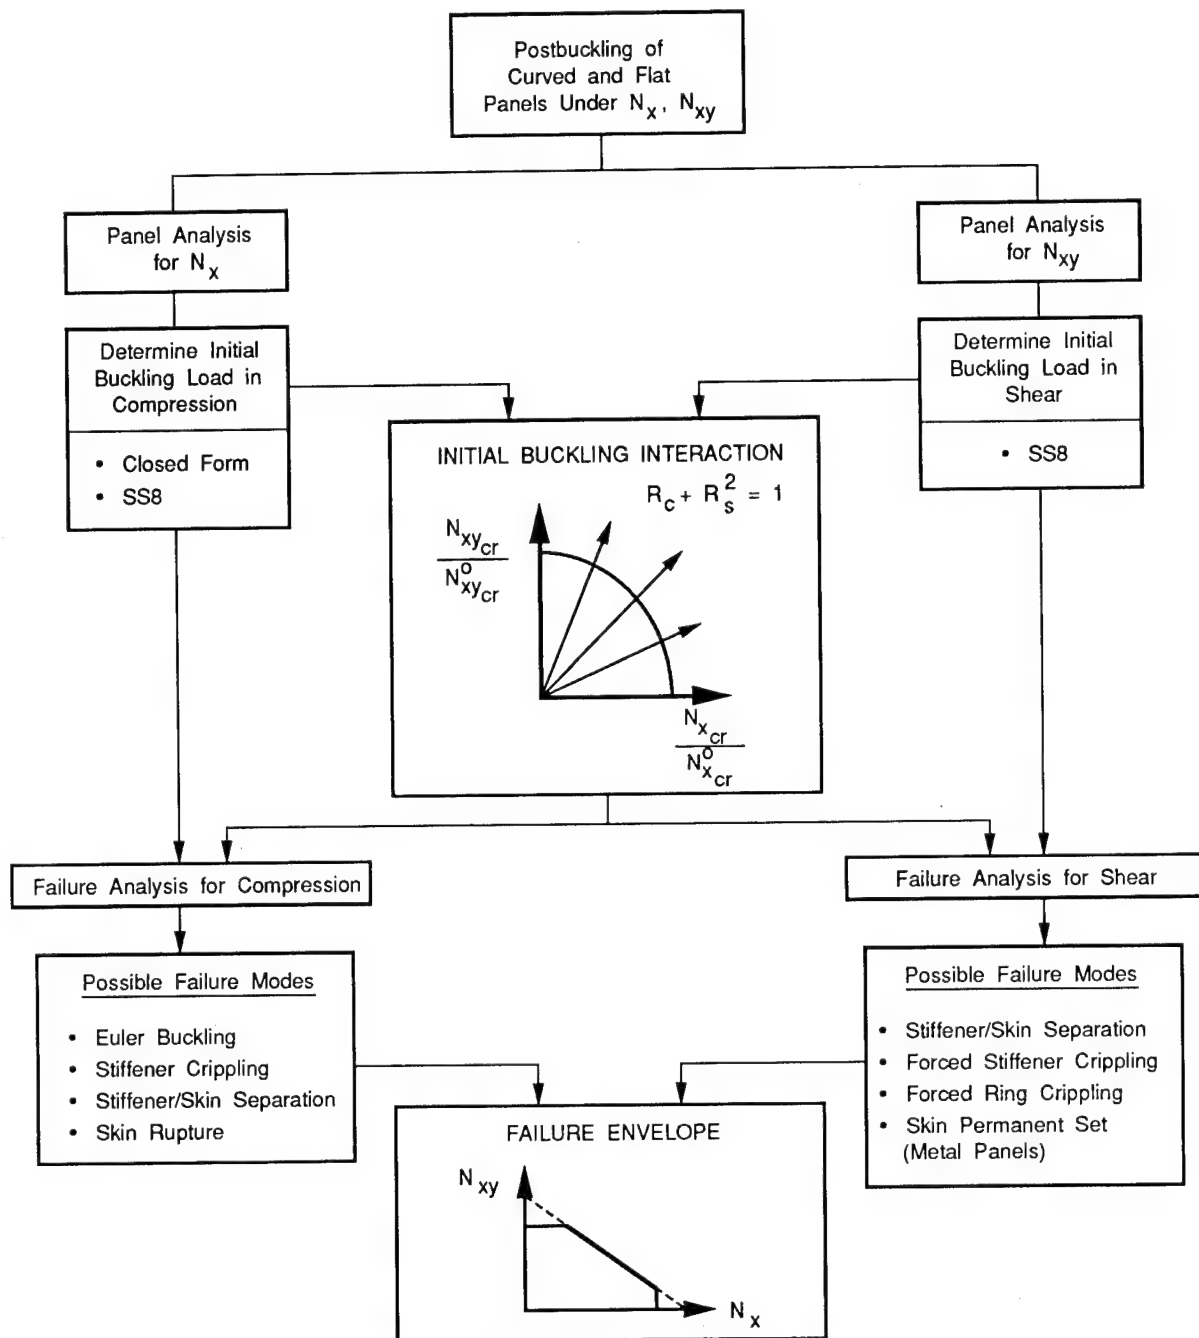 Postbuckling of
Curved and Flat
Panels Under Nx, Nxy
Panel Analysis
for Nx
Panel Analysis
for Nxy
Determine Initial
Buckling Load in
Compression
• Closed Form
• SS8
Determine Initial
Buckling Load in
Shear
• SS8
INITIAL BUCKLING INTERACTION
Rc + Rs² = 1
Nxycr
N⁰xycr
Nxcr
N⁰xcr
Failure Analysis for Compression
Failure Analysis for Shear
Possible Failure Modes
• Euler Buckling
• Stiffener Crippling
• Stiffener/Skin Separation
• Skin Rupture
Possible Failure Modes
• Stiffener/Skin Separation
• Forced Stiffener Crippling
• Forced Ring Crippling
• Skin Permanent Set
(Metal Panels)
FAILURE ENVELOPE
Nxy
Nx